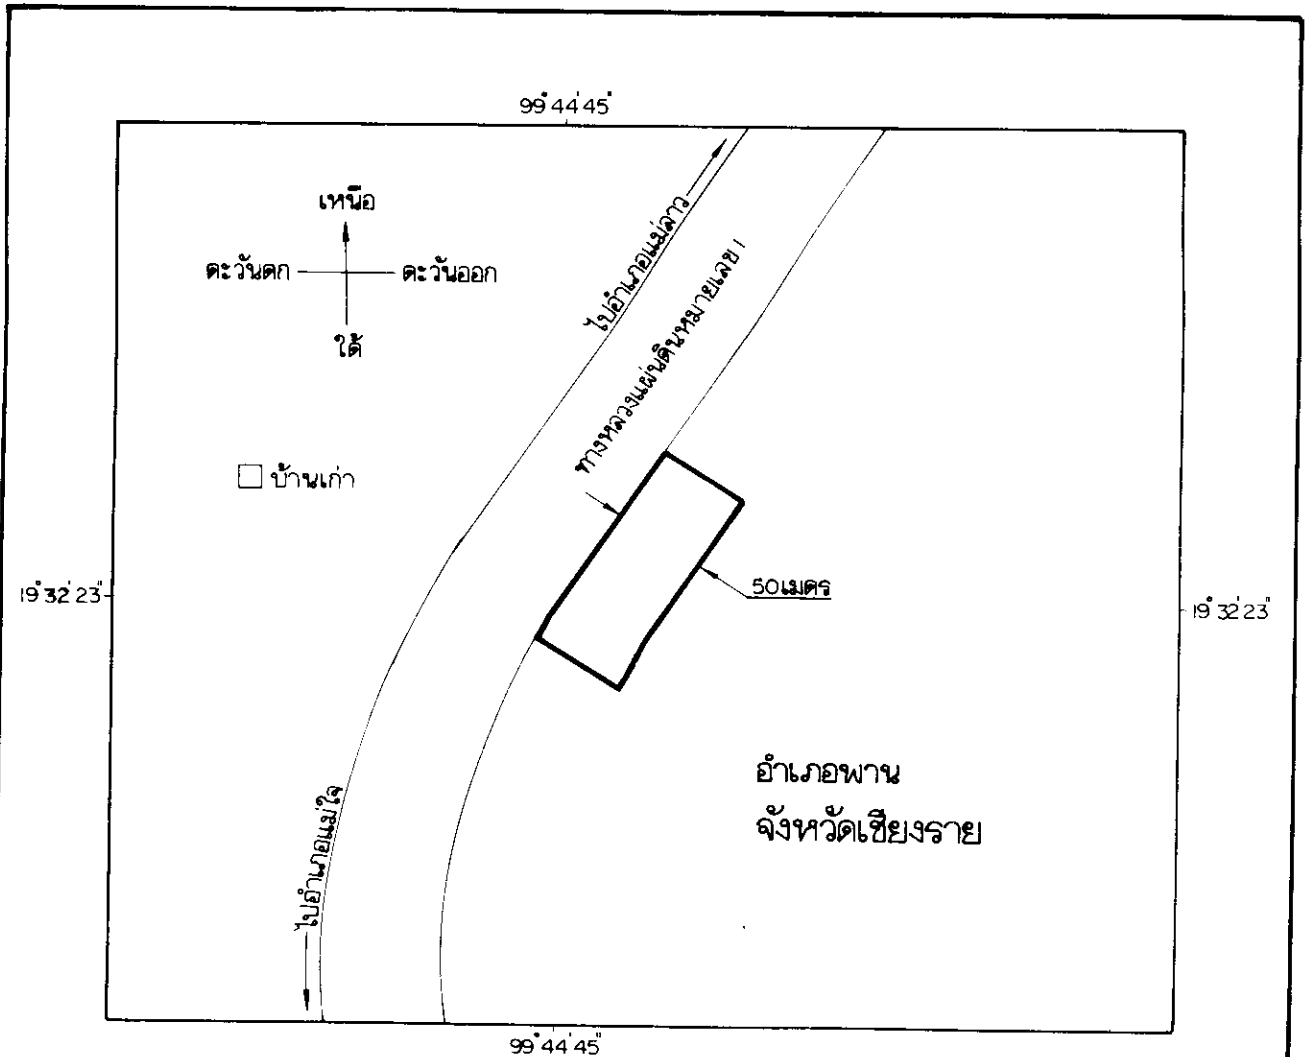 99°44'45"
เหนือ
ตะวันตก
ตะวันออก
ใต้
ไปอำเภอแม่ลาว
ทางหลวงแผ่นดินหมายเลข 1
บ้านเก่า
19°32'23"
50 เมตร
19°32'23"
อำเภอพาน
จังหวัดเชียงราย
ไปอำเภอแม่ใจ
99°44'45"